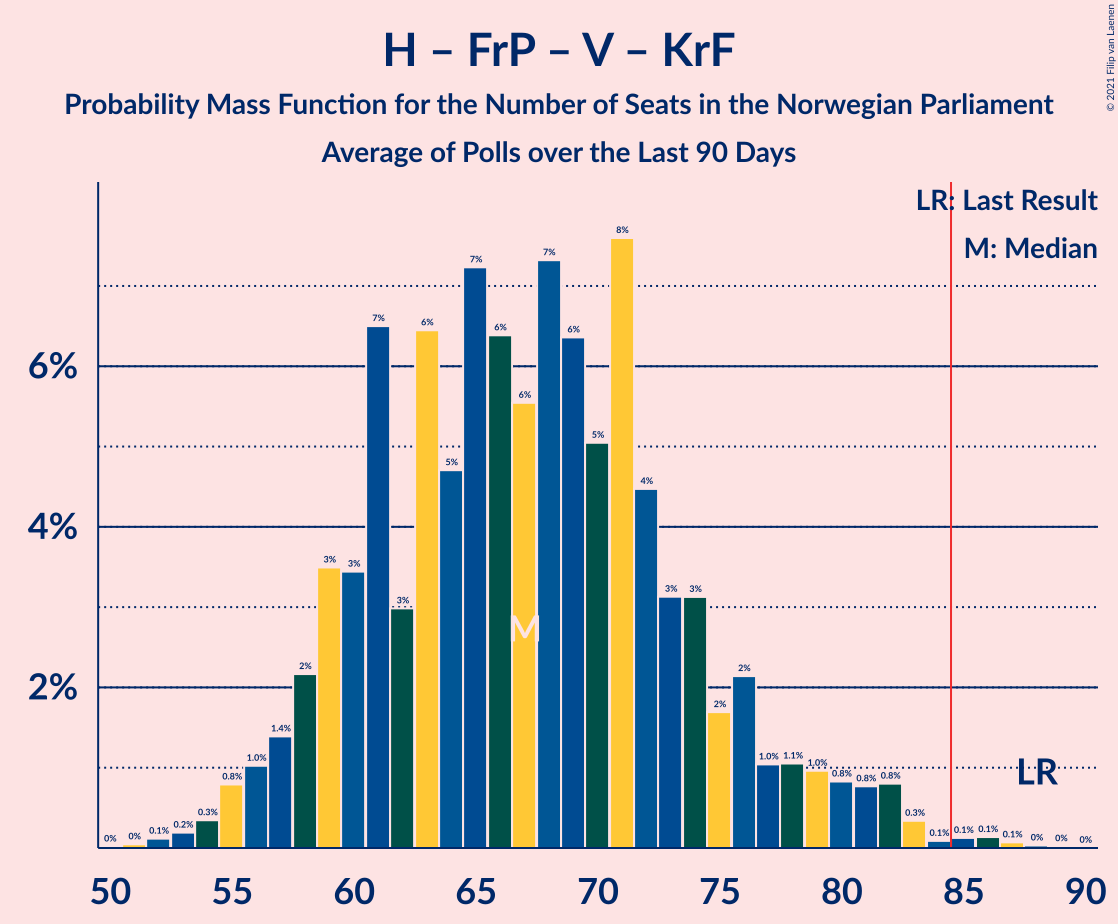 H – FrP – V – KrF
Probability Mass Function for the Number of Seats in the Norwegian Parliament
Average of Polls over the Last 90 Days
© 2021 Filip van Laenen
LR: Last Result
M: Median
8%
7% 7%
7% 6% 6% 6%
6%
6%
5%
5%
4%
4%
3% 3% 3% 3% 3%
M
2% 2%
2%
2%
1.4%
1.0% 1.0% 1.1% 1.0%
LR
0.8% 0.8% 0.8% 0.8%
0% 0% 0.1% 0.2% 0.3% 0.3% 0.1% 0.1% 0.1% 0.1% 0% 0% 0%
50 55 60 65 70 75 80 85 90